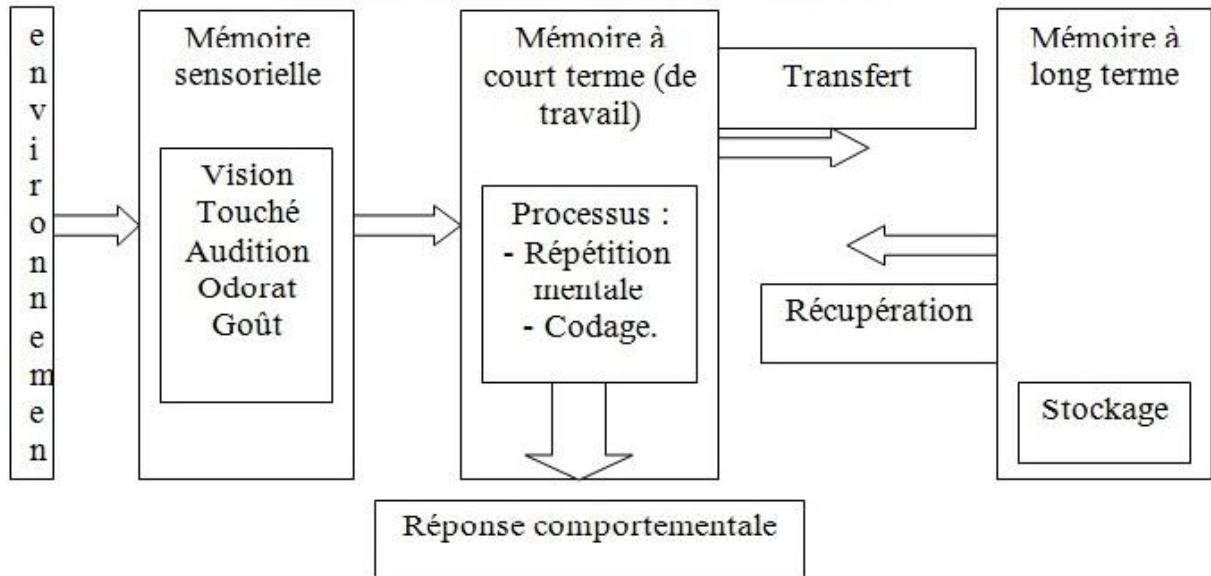 environnemen
Mémoire
sensorielle
Vision
Touché
Audition
Odorat
Goût
Mémoire à
court terme (de
travail)
Processus :
- Répétition
mentale
- Codage.
Transfert
Récupération
Mémoire à
long terme
Stockage
Réponse comportementale